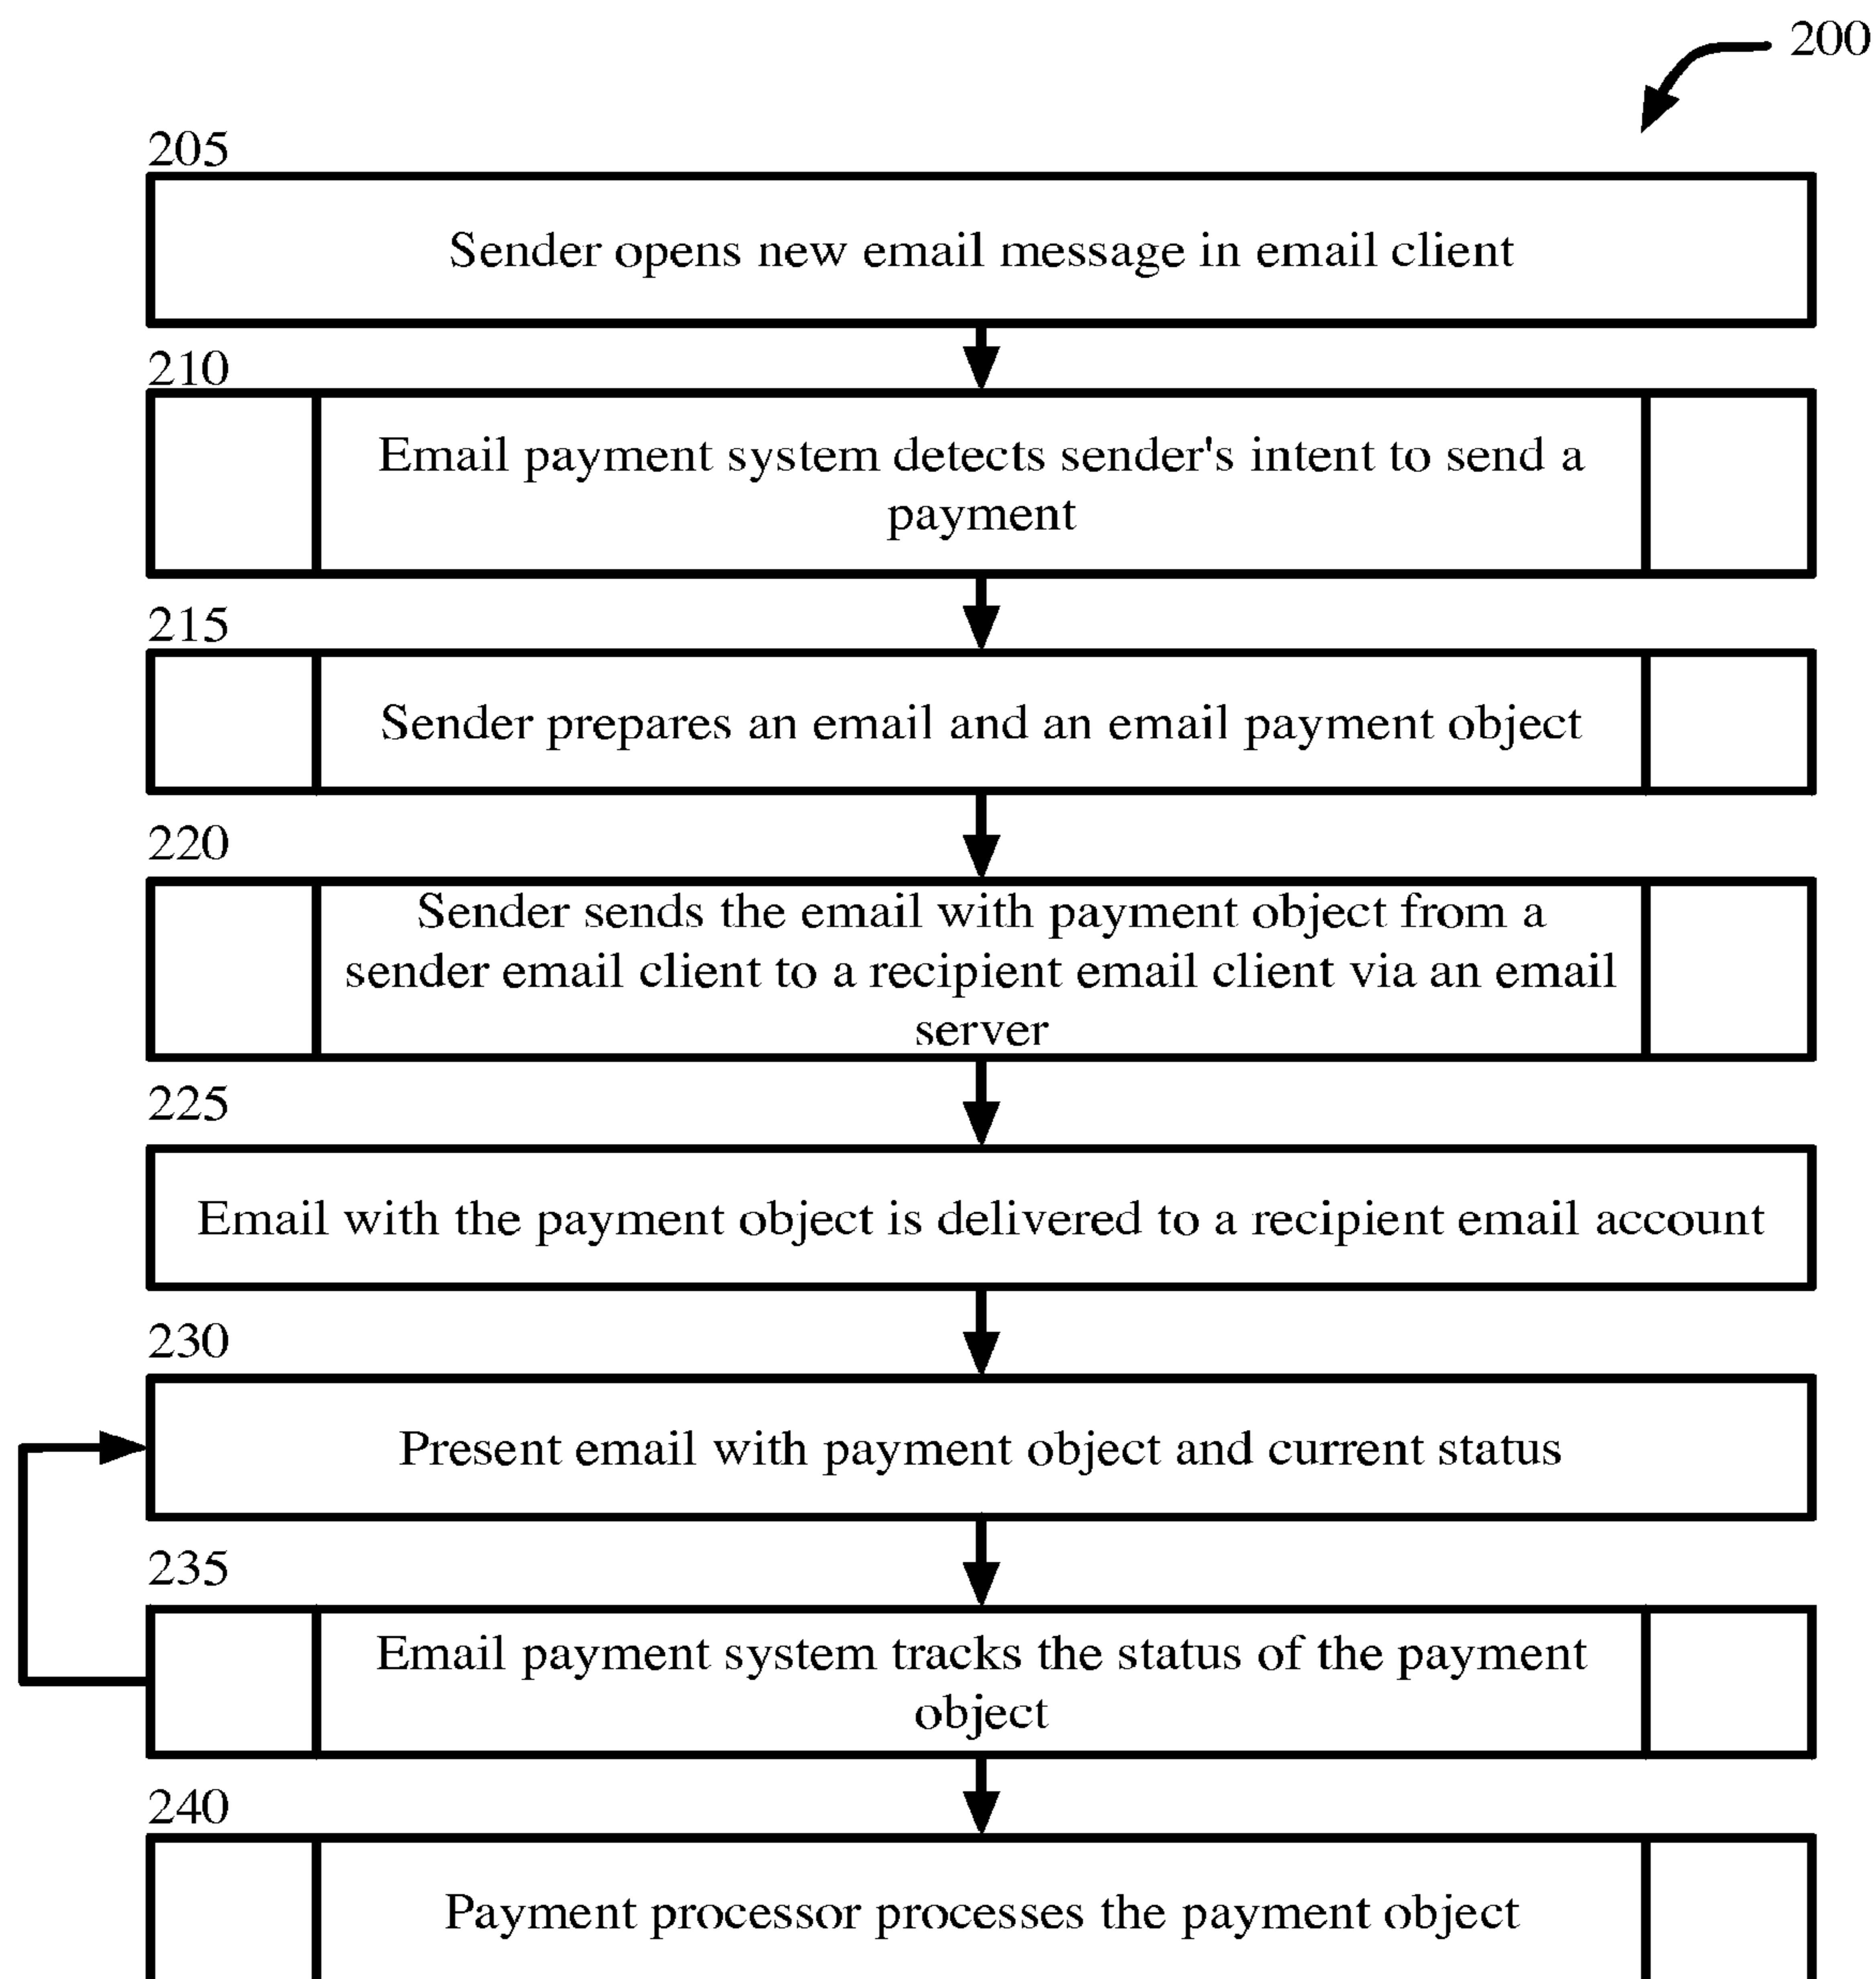 200
205
Sender opens new email message in email client
210
Email payment system detects sender's intent to send a
payment
215
Sender prepares an email and an email payment object
220
Sender sends the email with payment object from a
sender email client to a recipient email client via an email
server
225
Email with the payment object is delivered to a recipient email account
230
Present email with payment object and current status
235
Email payment system tracks the status of the payment
object
240
Payment processor processes the payment object